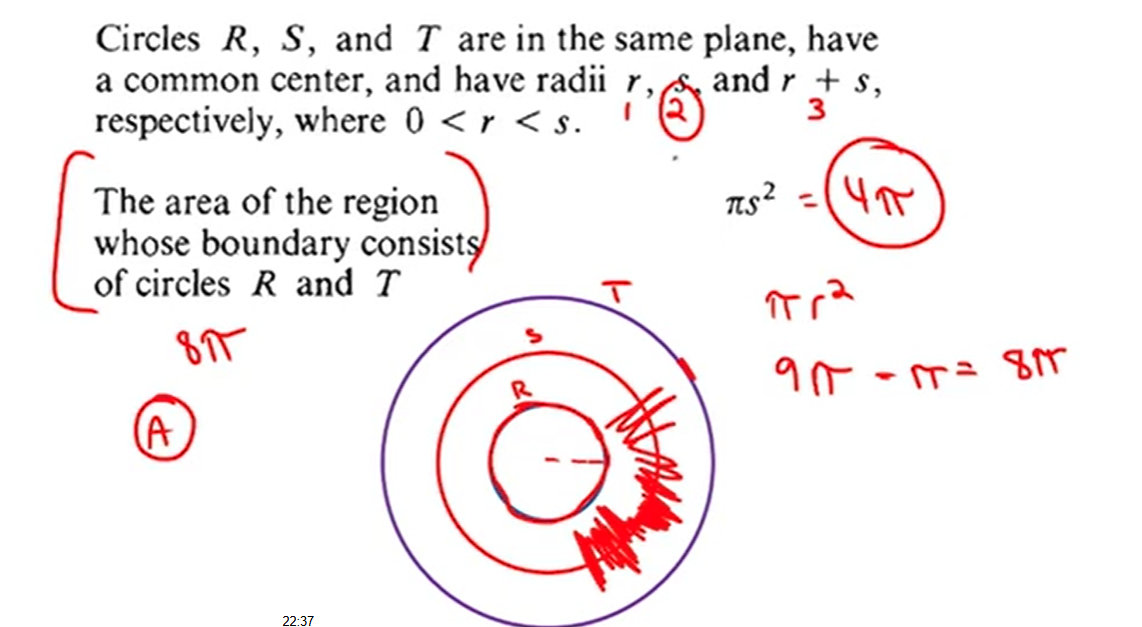 Circles R, S, and T are in the same plane, have
a common center, and have radii r, s, and r + s,
respectively, where 0 < r < s.
1 2 3
The area of the region
whose boundary consists
of circles R and T
πs² = 4π
πr²
9π - π = 8π
8π
A
T
S
R
22:37